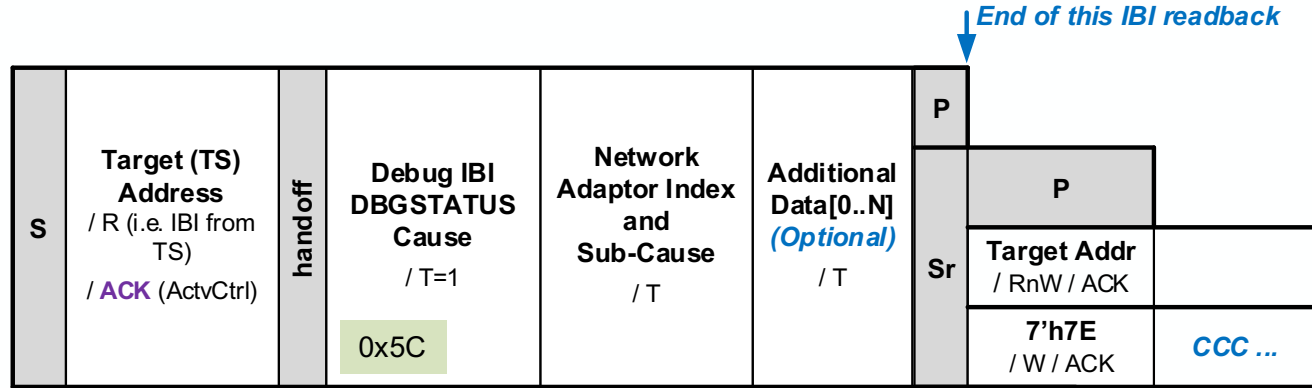 End of this IBI readback
S
Target (TS)
Address
/ R (i.e. IBI from
TS)
/ ACK (ActvCtrl)
handoff
Debug IBI
DBGSTATUS
Cause
/ T=1
0x5C
Network
Adaptor Index
and
Sub-Cause
/ T
Additional
Data[0..N]
(Optional)
/ T
P
Sr
P
Target Addr
/ RnW / ACK
7’h7E
/ W / ACK
CCC ...